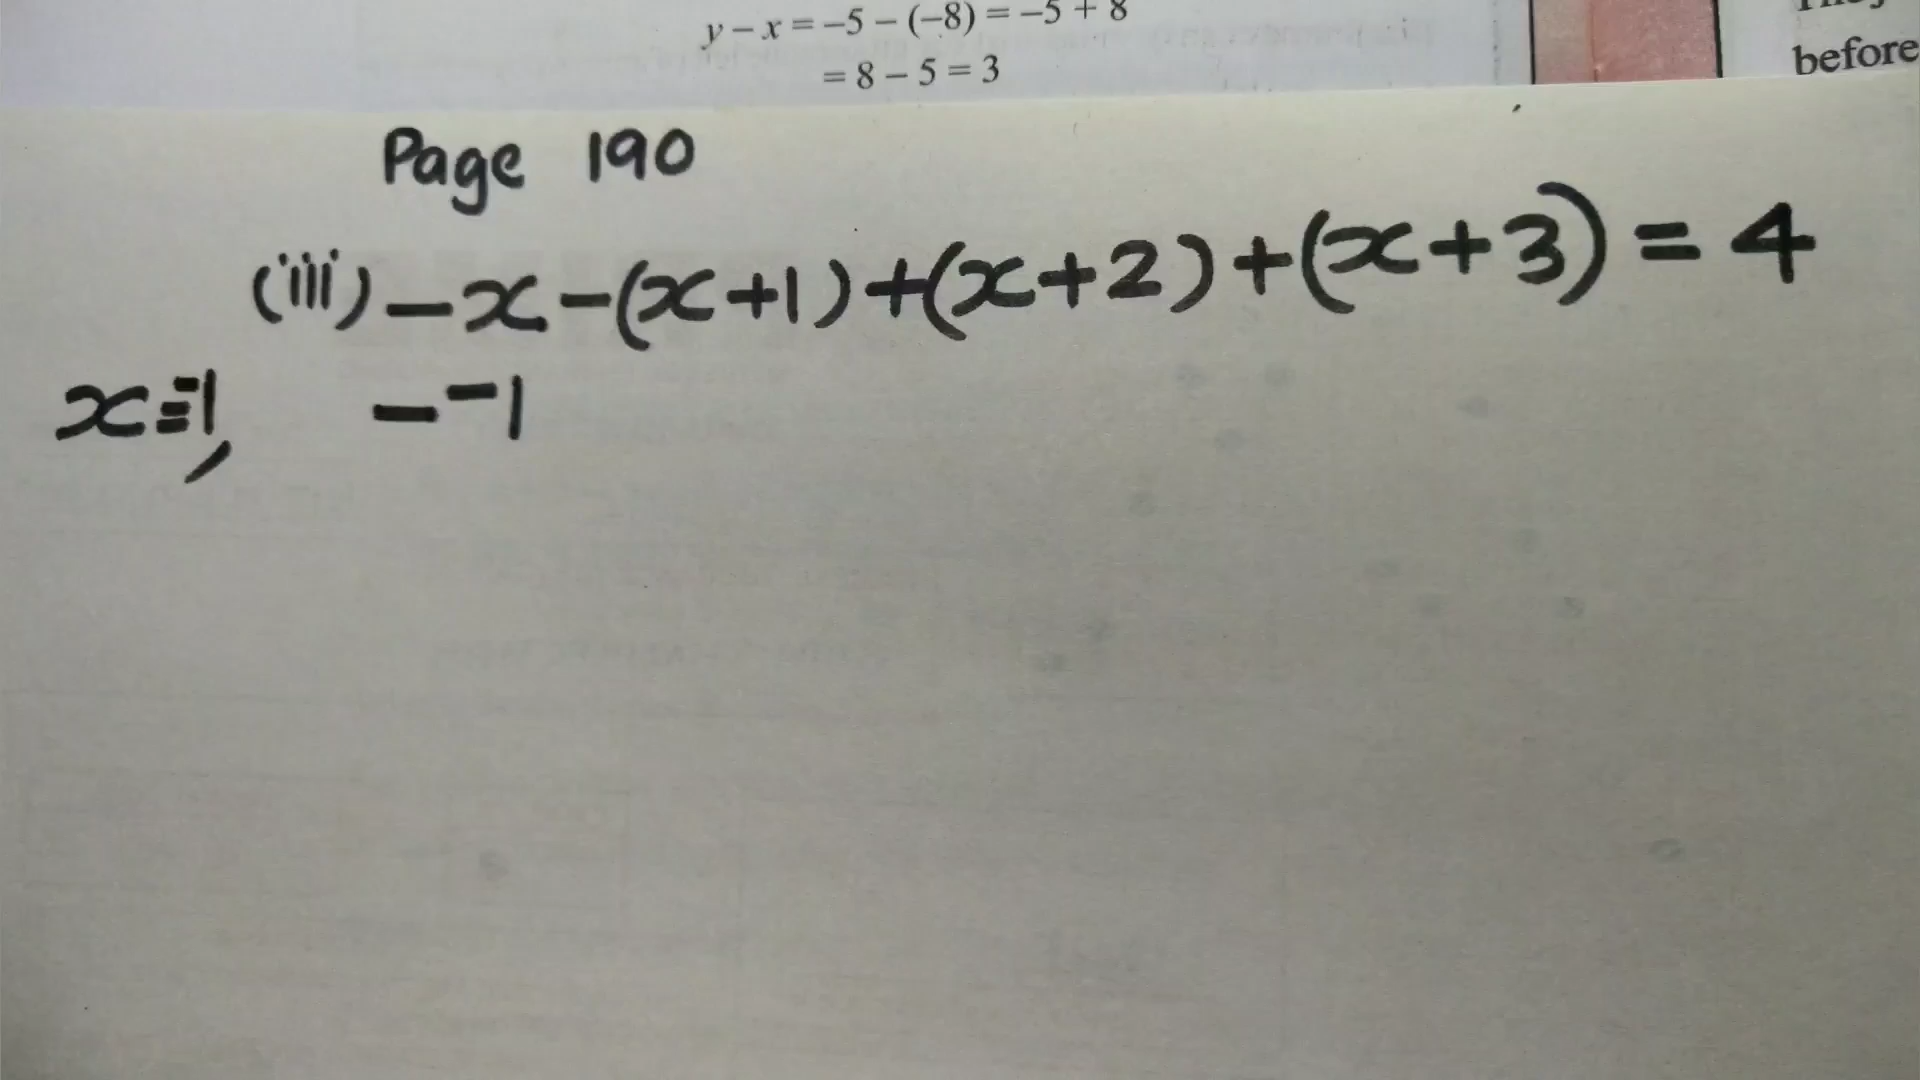 y – x = –5 – (–8) = –5 + 8
= 8 – 5 = 3
before
Page 190
(iii) –x –(x+1)+(x+2)+(x+3) = 4
x=-1, – -1